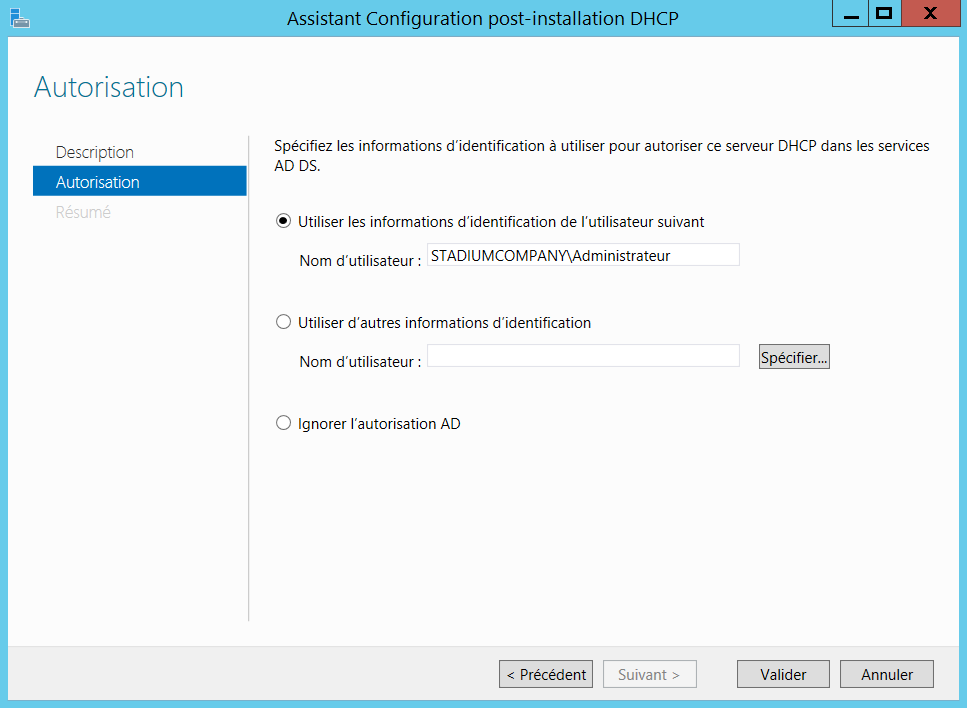 Assistant Configuration post-installation DHCP
Autorisation
Description
Autorisation
Résumé
Spécifiez les informations d’identification à utiliser pour autoriser ce serveur DHCP dans les services
AD DS.
Utiliser les informations d’identification de l’utilisateur suivant
Nom d’utilisateur : STADIUMCOMPANY\Administrateur
Utiliser d’autres informations d’identification
Nom d’utilisateur :
Spécifier...
Ignorer l’autorisation AD
< Précédent
Suivant >
Valider
Annuler